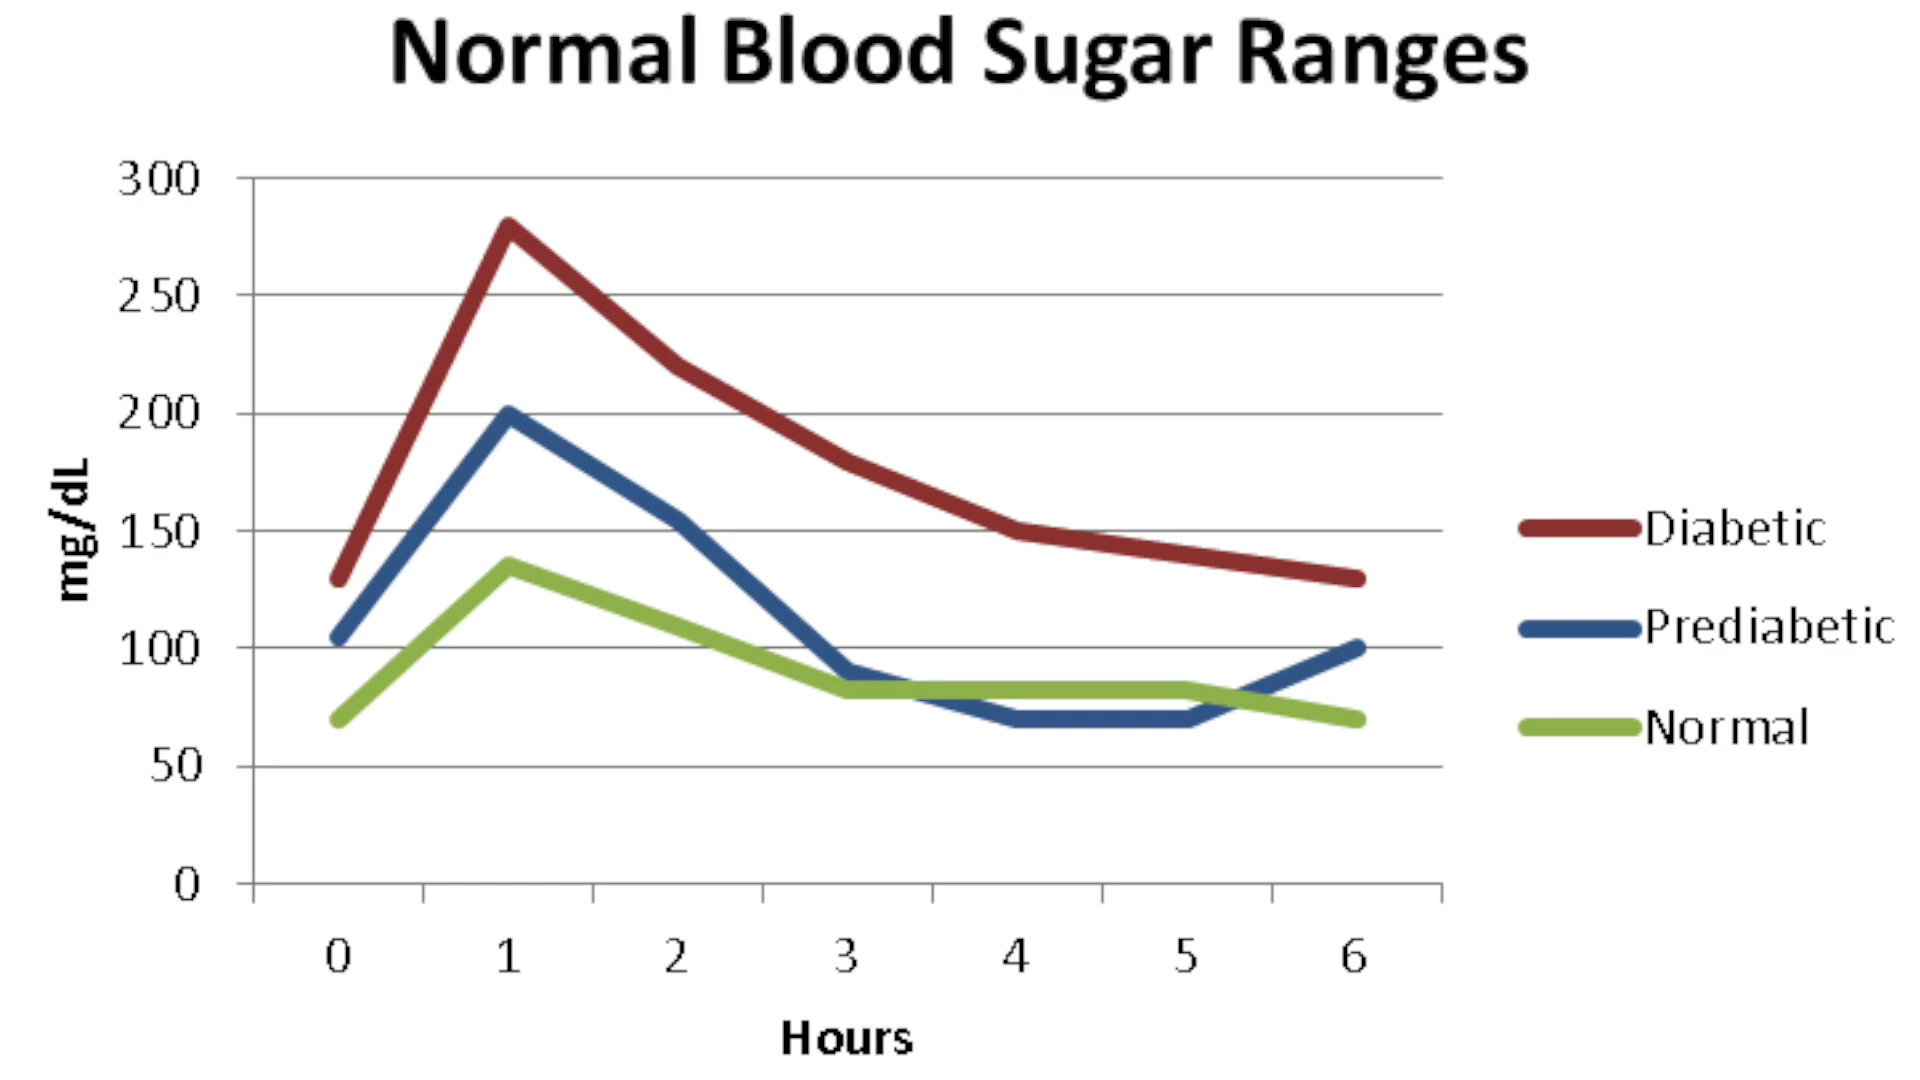 Normal Blood Sugar Ranges
300
250
200
150
100
50
0
mg/dL
0 1 2 3 4 5 6
Hours
Diabetic
Prediabetic
Normal